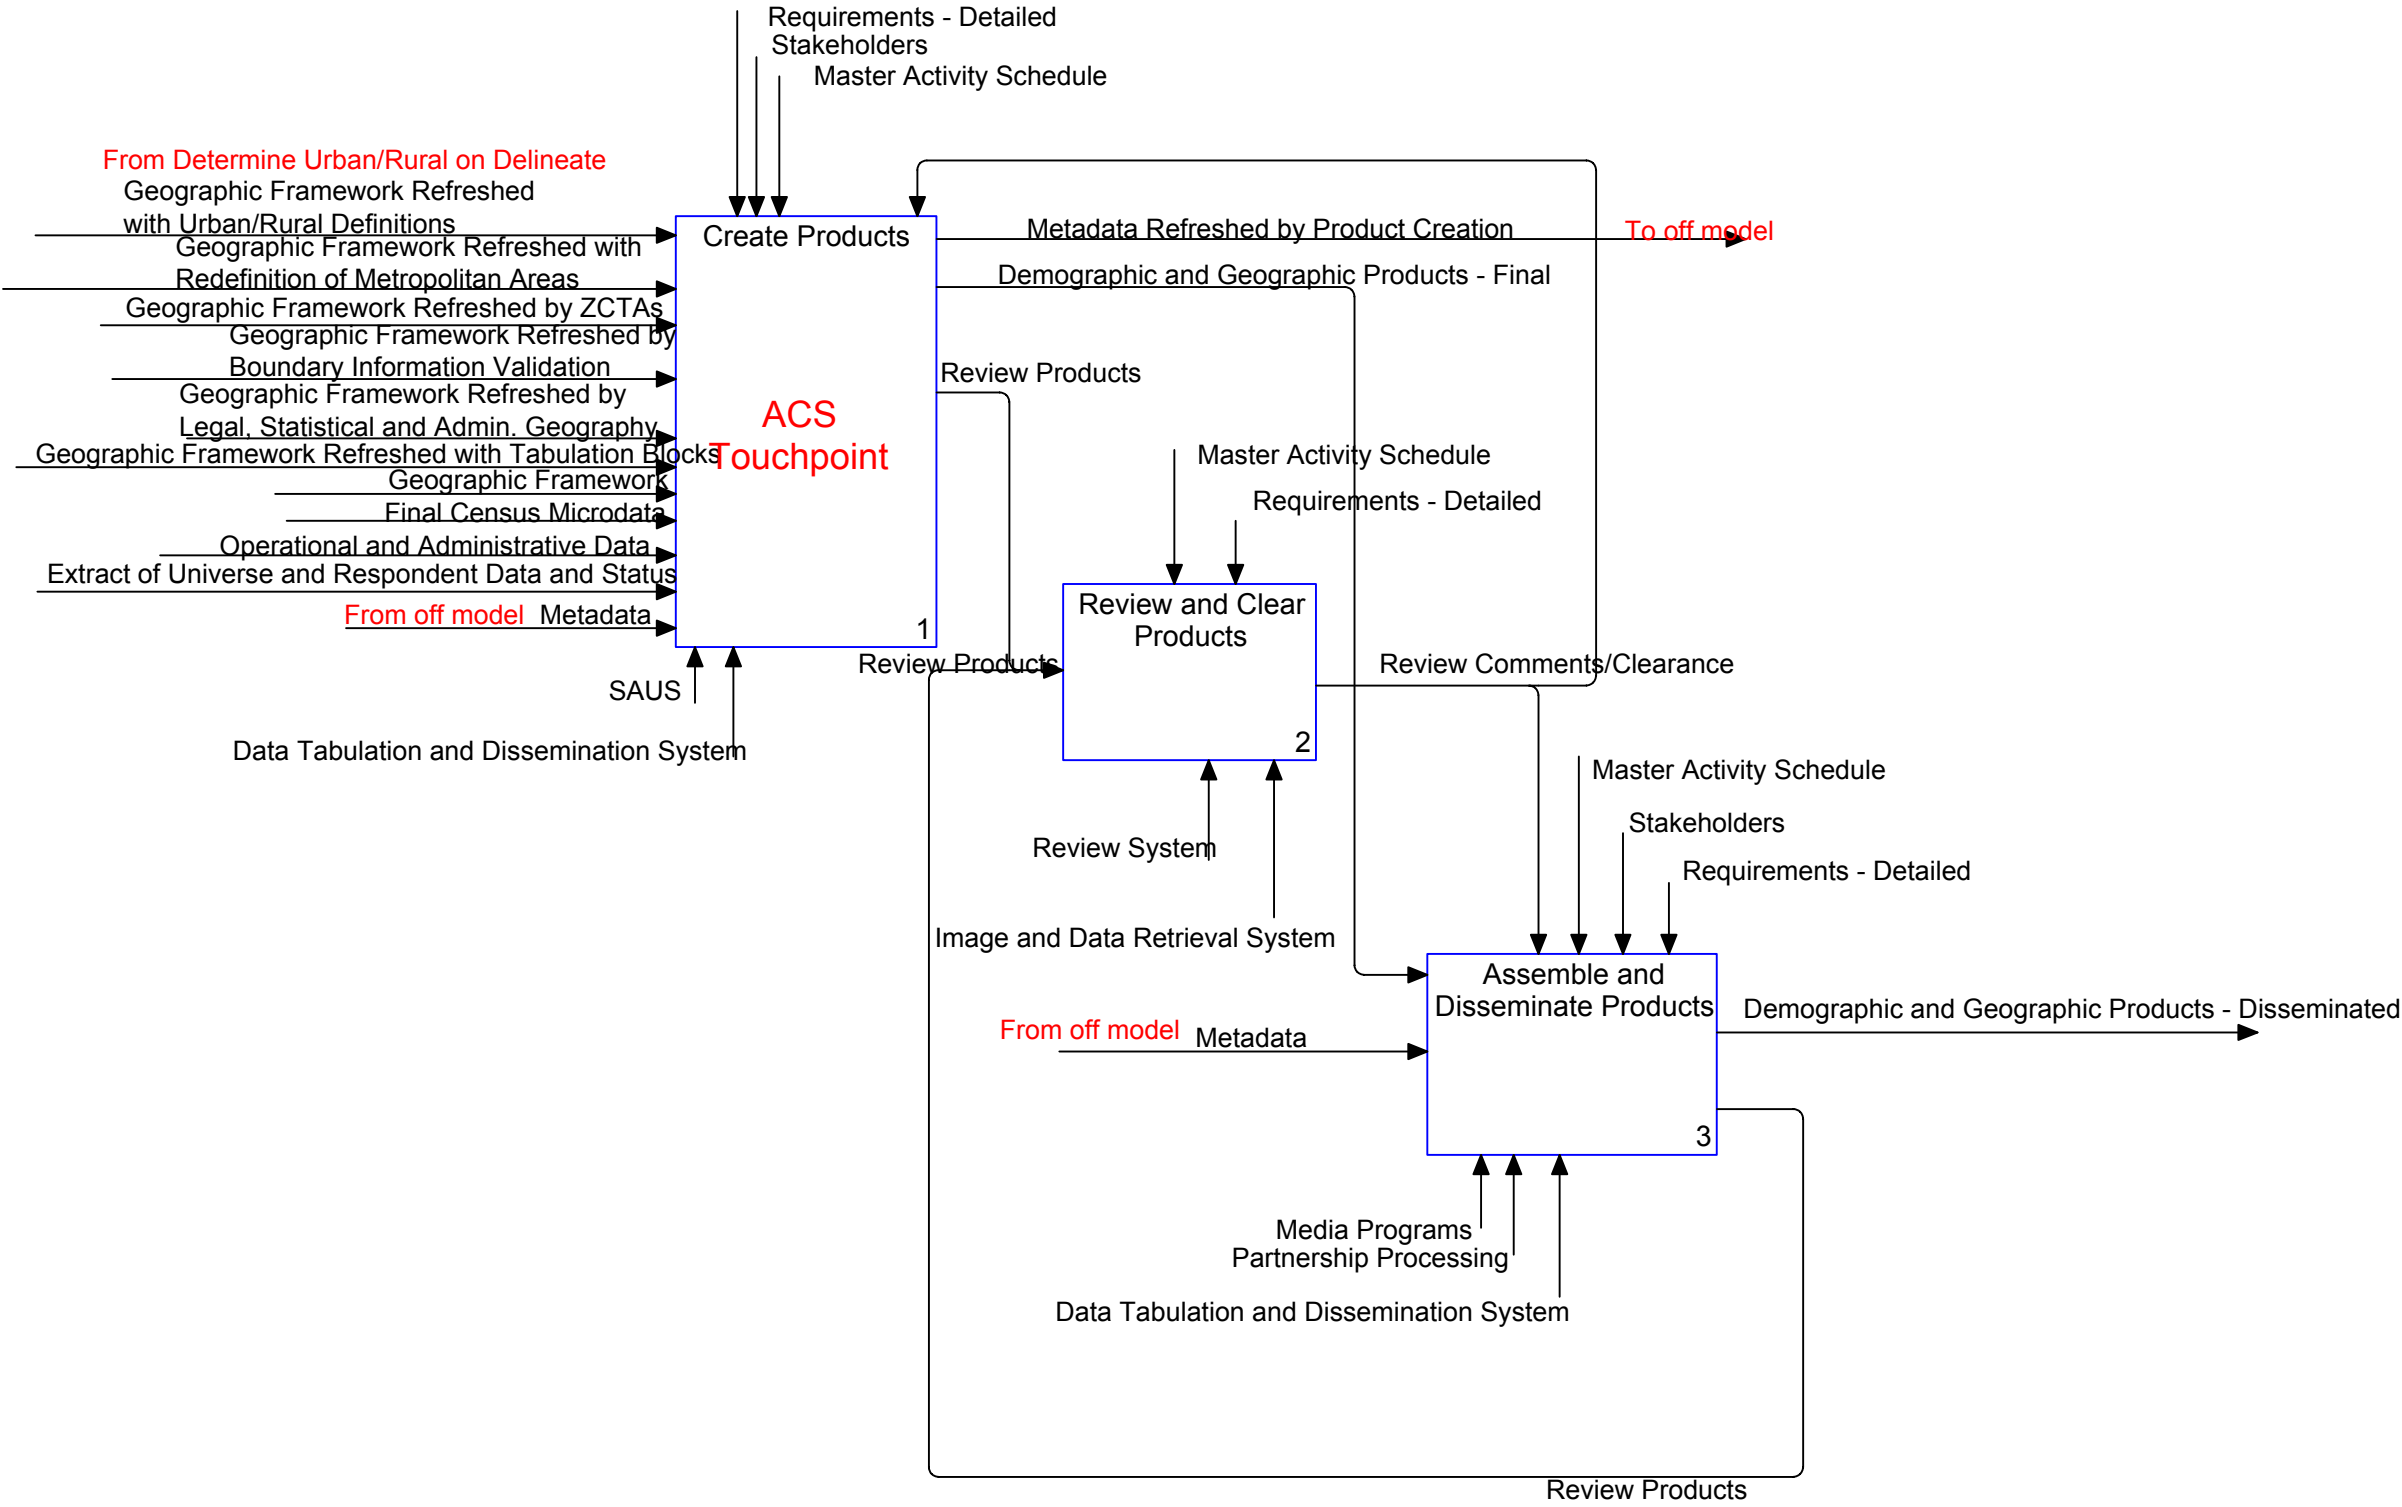 Requirements - Detailed
Stakeholders
Master Activity Schedule
From Determine Urban/Rural on Delineate
Geographic Framework Refreshed
with Urban/Rural Definitions
Geographic Framework Refreshed with
Redefinition of Metropolitan Areas
Geographic Framework Refreshed by ZCTAs
Geographic Framework Refreshed by
Boundary Information Validation
Geographic Framework Refreshed by
Legal, Statistical and Admin. Geography
Geographic Framework Refreshed with Tabulation Blocks
Geographic Framework
Final Census Microdata
Operational and Administrative Data
Extract of Universe and Respondent Data and Status
From off model Metadata
Create Products
ACS
Touchpoint
1
SAUS
Data Tabulation and Dissemination System
Metadata Refreshed by Product Creation
To off model
Demographic and Geographic Products - Final
Review Products
Master Activity Schedule
Requirements - Detailed
Review Products
Review and Clear
Products
2
Review Comments/Clearance
Review System
Image and Data Retrieval System
Master Activity Schedule
Stakeholders
Requirements - Detailed
From off model Metadata
Assemble and
Disseminate Products
3
Demographic and Geographic Products - Disseminated
Media Programs
Partnership Processing
Data Tabulation and Dissemination System
Review Products